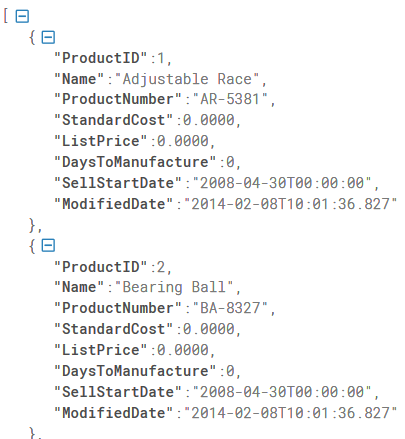 [
{
"ProductID":1,
"Name":"Adjustable Race",
"ProductNumber":"AR-5381",
"StandardCost":0.0000,
"ListPrice":0.0000,
"DaysToManufacture":0,
"SellStartDate":"2008-04-30T00:00:00",
"ModifiedDate":"2014-02-08T10:01:36.827"
},
{
"ProductID":2,
"Name":"Bearing Ball",
"ProductNumber":"BA-8327",
"StandardCost":0.0000,
"ListPrice":0.0000,
"DaysToManufacture":0,
"SellStartDate":"2008-04-30T00:00:00",
"ModifiedDate":"2014-02-08T10:01:36.827"
},